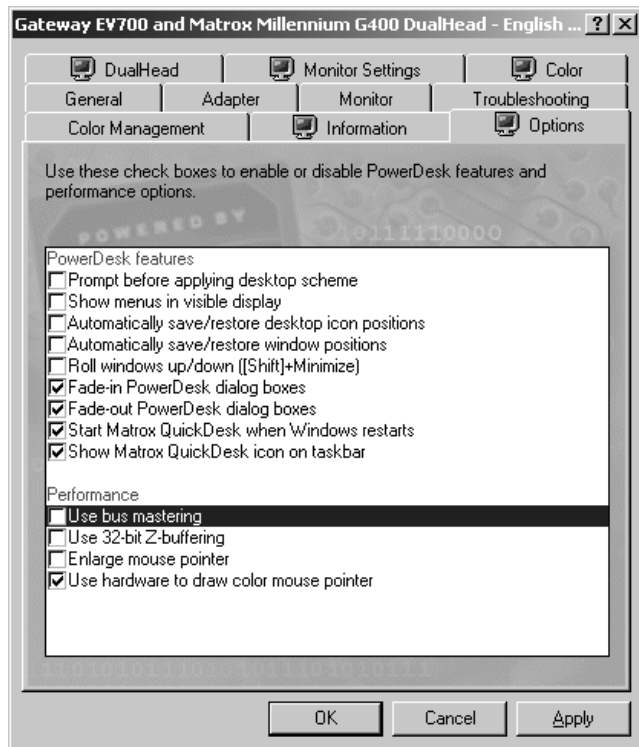 Gateway EV700 and Matrox Millennium G400 DualHead - English ...
DualHead
Monitor Settings
Color
General
Adapter
Monitor
Troubleshooting
Color Management
Information
Options
Use these check boxes to enable or disable PowerDesk features and
performance options.
POWERED BY
110111110000
PowerDesk features
Prompt before applying desktop scheme
Show menus in visible display
Automatically save/restore desktop icon positions
Automatically save/restore window positions
Roll windows up/down ([Shift]+Minimize)
Fade-in PowerDesk dialog boxes
Fade-out PowerDesk dialog boxes
Start Matrox QuickDesk when Windows restarts
Show Matrox QuickDesk icon on taskbar
Performance
Use bus mastering
Use 32-bit Z-buffering
Enlarge mouse pointer
Use hardware to draw color mouse pointer
OK
Cancel
Apply